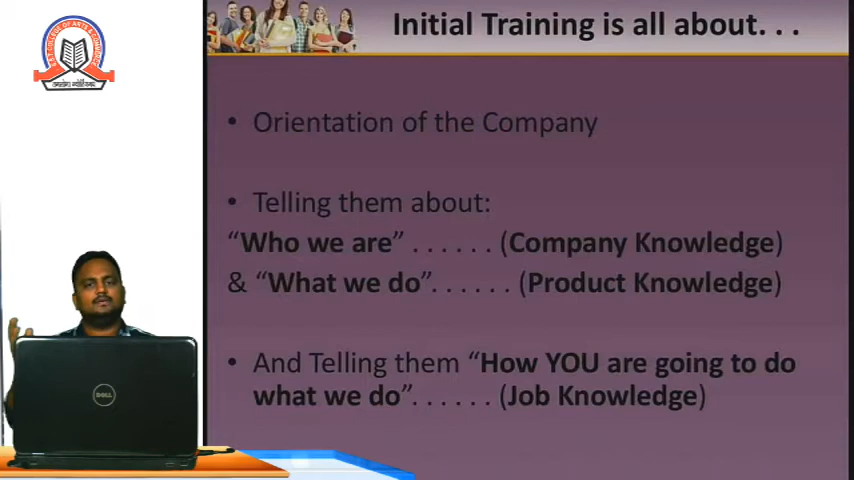 Initial Training is all about. . .
• Orientation of the Company
• Telling them about:
“Who we are” . . . . . . (Company Knowledge)
& “What we do”. . . . . . (Product Knowledge)
• And Telling them “How YOU are going to do
what we do”. . . . . . (Job Knowledge)
DELL